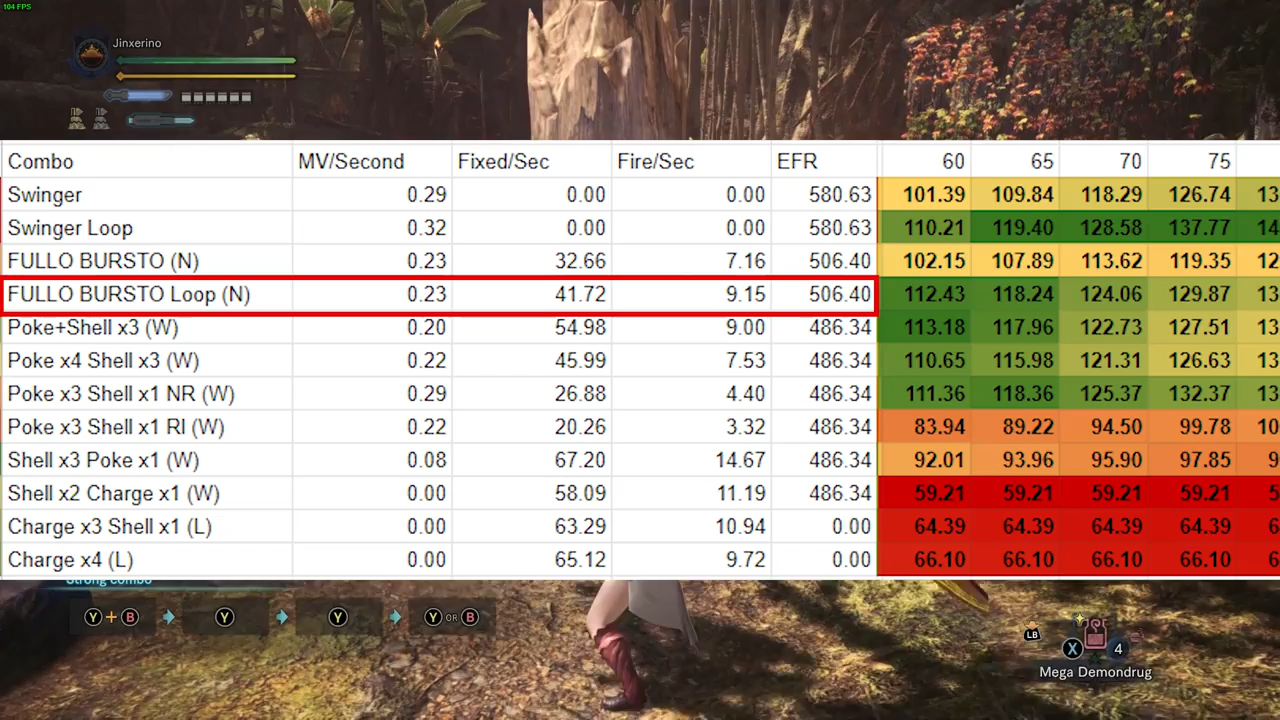 104 FPS
Jinxerino
Combo MV/Second Fixed/Sec Fire/Sec EFR 60 65 70 75
Swinger 0.29 0.00 0.00 580.63 101.39 109.84 118.29 126.74 13
Swinger Loop 0.32 0.00 0.00 580.63 110.21 119.40 128.58 137.77 14
FULLO BURSTO (N) 0.23 32.66 7.16 506.40 102.15 107.89 113.62 119.35 12
FULLO BURSTO Loop (N) 0.23 41.72 9.15 506.40 112.43 118.24 124.06 129.87 13
Poke+Shell x3 (W) 0.20 54.98 9.00 486.34 113.18 117.96 122.73 127.51 13
Poke x4 Shell x3 (W) 0.22 45.99 7.53 486.34 110.65 115.98 121.31 126.63 13
Poke x3 Shell x1 NR (W) 0.29 26.88 4.40 486.34 111.36 118.36 125.37 132.37 13
Poke x3 Shell x1 RI (W) 0.22 20.26 3.32 486.34 83.94 89.22 94.50 99.78 10
Shell x3 Poke x1 (W) 0.08 67.20 14.67 486.34 92.01 93.96 95.90 97.85 9
Shell x2 Charge x1 (W) 0.00 58.09 11.19 486.34 59.21 59.21 59.21 59.21 5
Charge x3 Shell x1 (L) 0.00 63.29 10.94 0.00 64.39 64.39 64.39 64.39 6
Charge x4 (L) 0.00 65.12 9.72 0.00 66.10 66.10 66.10 66.10 6
Strong combo
Y + B Y Y Y OR B
LB
X 4
Mega Demondrug